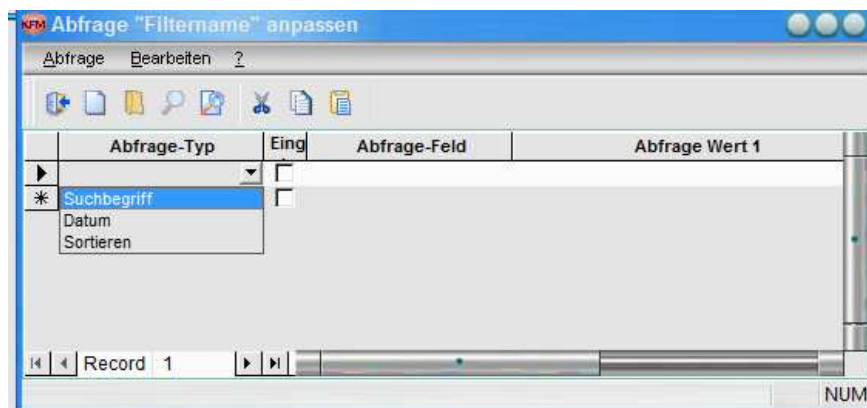 KFM Abfrage "Filtername" anpassen
Abfrage Bearbeiten ?
Abfrage-Typ Eing Abfrage-Feld Abfrage Wert 1
Suchbegriff
Datum
Sortieren
Record 1
NUM